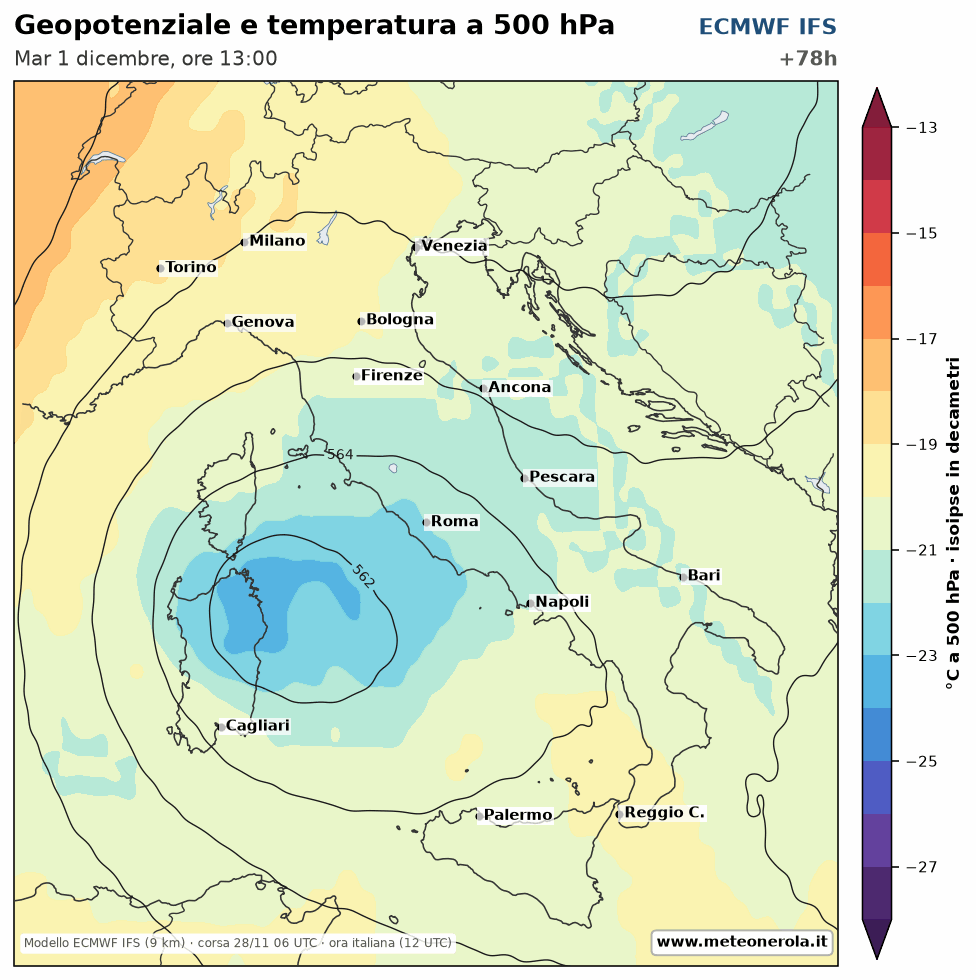 Geopotenziale e temperatura a 500 hPa
ECMWF IFS
Mar 1 dicembre, ore 13:00
+78h
Milano
Venezia
Torino
Genova
Bologna
Firenze
Ancona
564
Pescara
Roma
562
Bari
Napoli
Cagliari
Palermo
Reggio C.
−13
−15
−17
−19
−21
−23
−25
−27
°C a 500 hPa · isoipse in decametri
Modello ECMWF IFS (9 km) · corsa 28/11 06 UTC · ora italiana (12 UTC)
www.meteonerola.it